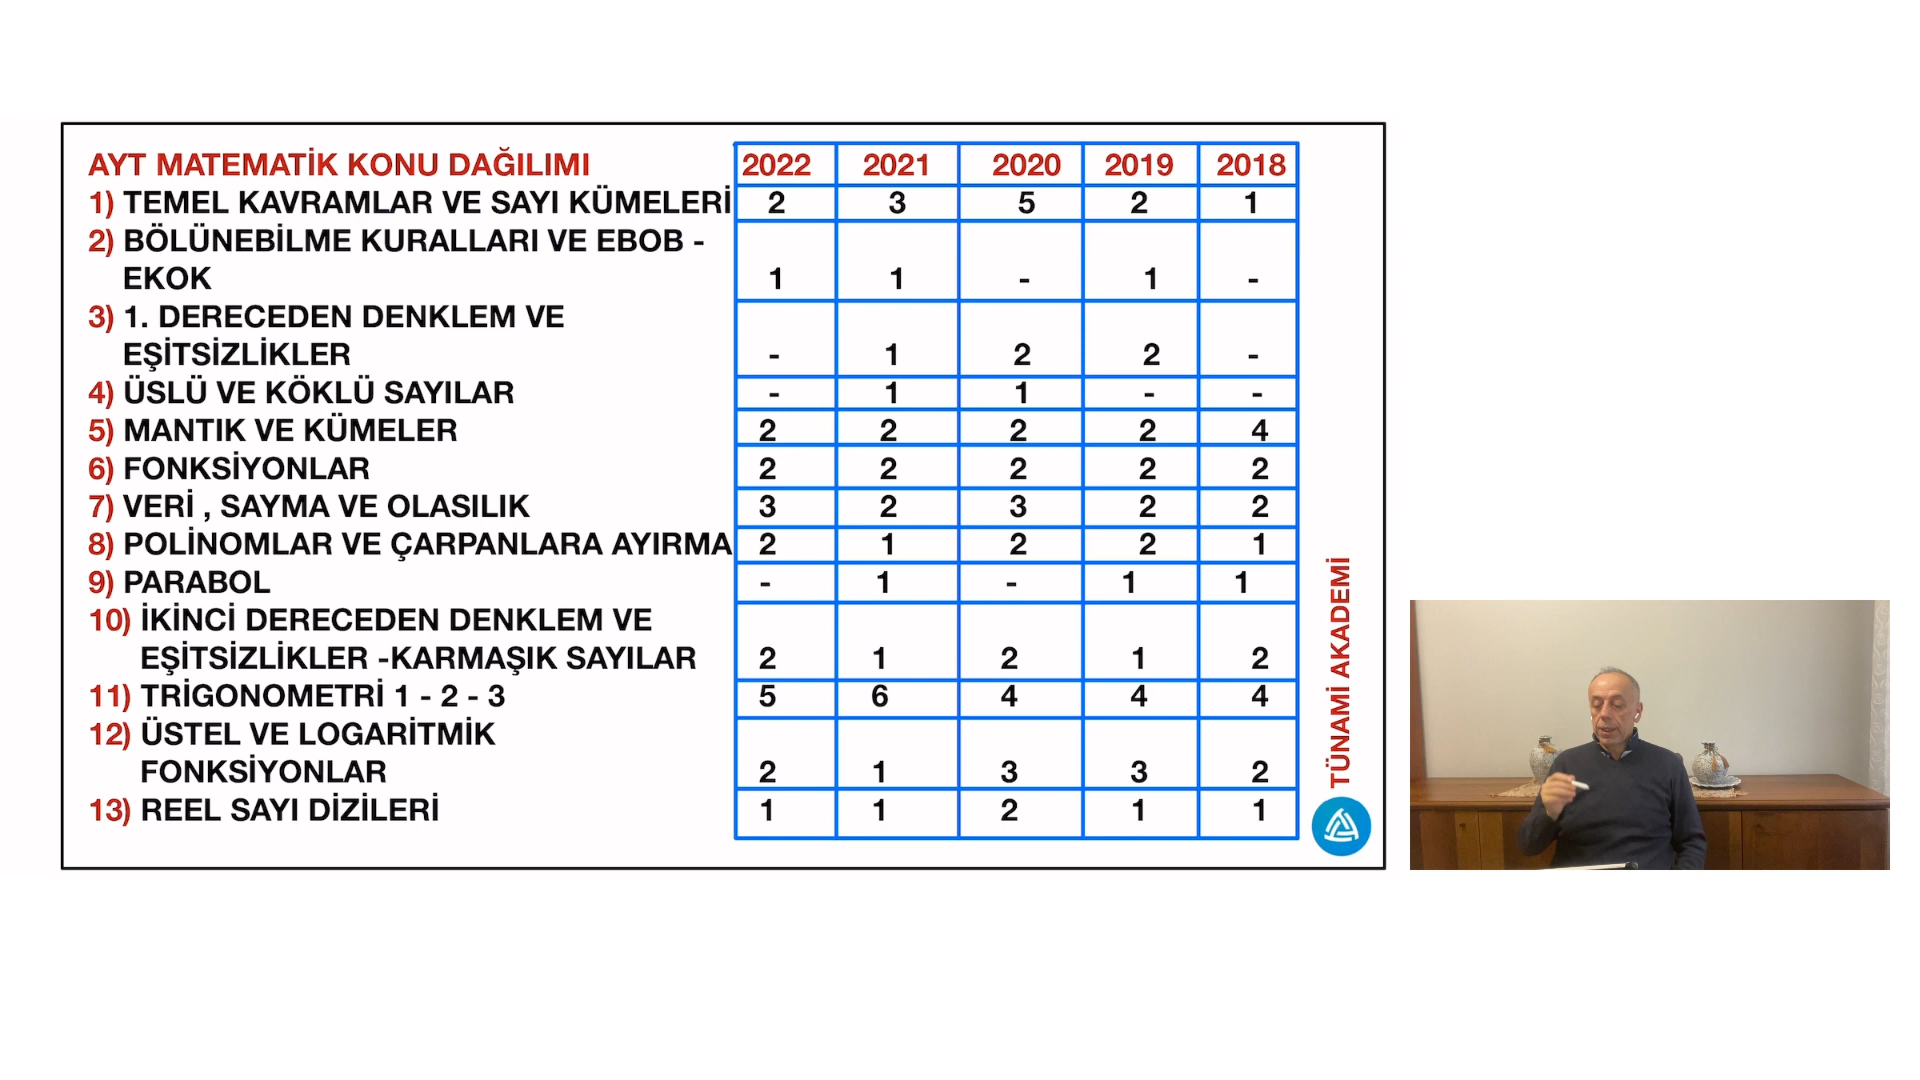 AYT MATEMATİK KONU DAĞILIMI 2022 2021 2020 2019 2018
1) TEMEL KAVRAMLAR VE SAYI KÜMELERİ 2 3 5 2 1
2) BÖLÜNEBİLME KURALLARI VE EBOB -
EKOK 1 1 - 1 -
3) 1. DERECEDEN DENKLEM VE
EŞİTSİZLİKLER - 1 2 2 -
4) ÜSLÜ VE KÖKLÜ SAYILAR - 1 1 - -
5) MANTIK VE KÜMELER 2 2 2 2 4
6) FONKSİYONLAR 2 2 2 2 2
7) VERİ , SAYMA VE OLASILIK 3 2 3 2 2
8) POLİNOMLAR VE ÇARPANLARA AYIRMA 2 1 2 2 1
9) PARABOL - 1 - 1 1
10) İKİNCİ DERECEDEN DENKLEM VE
EŞİTSİZLİKLER -KARMAŞIK SAYILAR 2 1 2 1 2
11) TRİGONOMETRİ 1 - 2 - 3 5 6 4 4 4
12) ÜSTEL VE LOGARİTMİK
FONKSİYONLAR 2 1 3 3 2
13) REEL SAYI DİZİLERİ 1 1 2 1 1
TÜNAMİ AKADEMİ